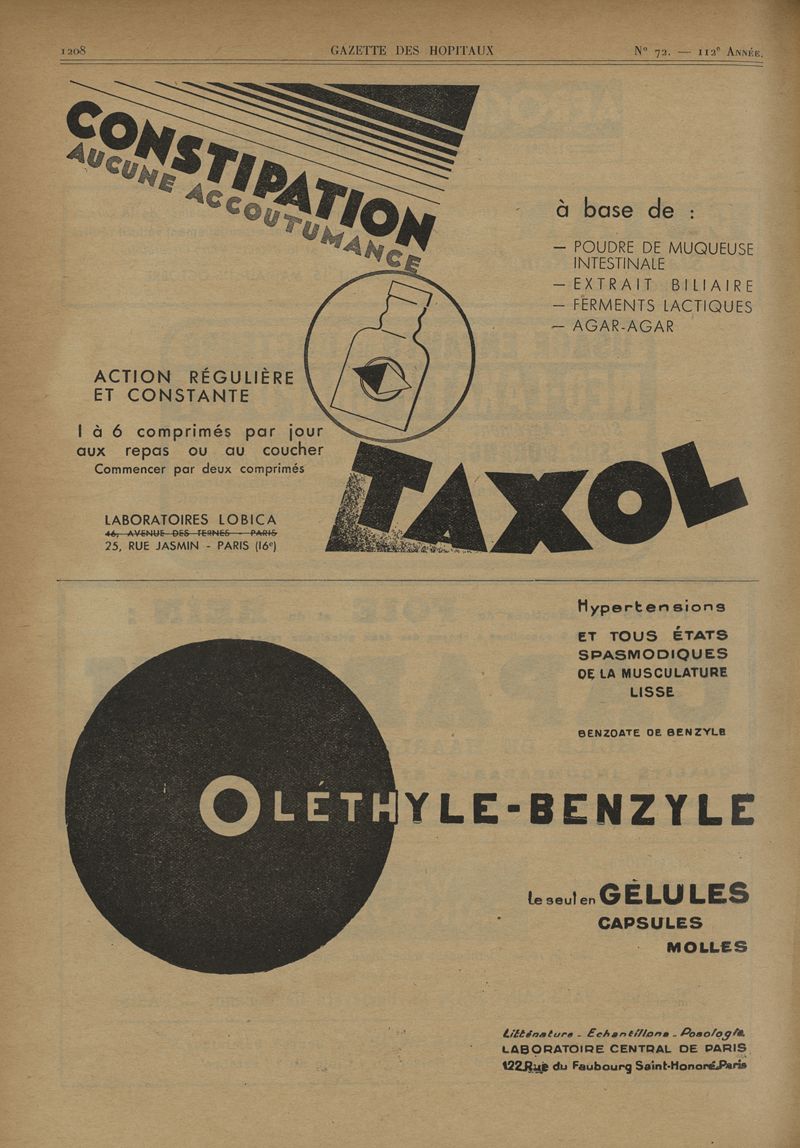 1208
GAZETTE DES HOPITAUX
Nº 72. — 112e ANNÉE.
CONSTIPATION
AUCUNE ACCOUTUMANCE
à base de :
— POUDRE DE MUQUEUSE
INTESTINALE
— EXTRAIT BILIAIRE
— FERMENTS LACTIQUES
— AGAR-AGAR
ACTION RÉGULIÈRE
ET CONSTANTE
1 à 6 comprimés par jour
aux repas ou au coucher
Commencer par deux comprimés
TAXOL
LABORATOIRES LOBICA
46, AVENUE DES TERNES - PARIS
25, RUE JASMIN - PARIS (16e)
Hypertensions
ET TOUS ÉTATS
SPASMODIQUES
DE LA MUSCULATURE
LISSE
BENZOATE DE BENZYLE
OLÉTHYLE-BENZYLE
Le seul en GÉLULES
CAPSULES
MOLLES
Littérature - Echantillons - Posologie.
LABORATOIRE CENTRAL DE PARIS
122 Rue du Faubourg Saint-Honoré-Paris